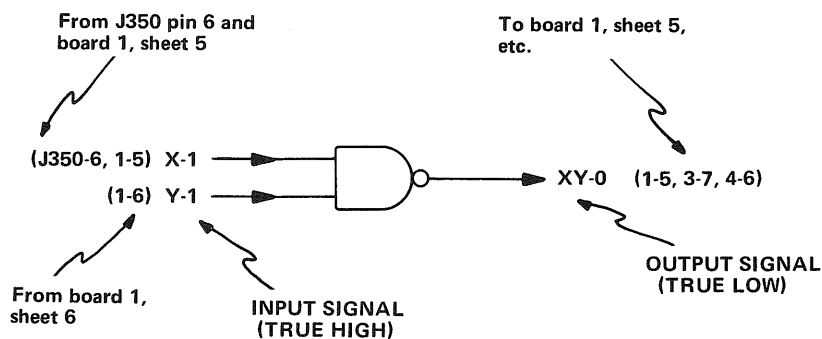 From J350 pin 6 and
board 1, sheet 5
To board 1, sheet 5,
etc.
(J350-6, 1-5) X-1
XY-0 (1-5, 3-7, 4-6)
(1-6) Y-1
From board 1,
sheet 6
INPUT SIGNAL
(TRUE HIGH)
OUTPUT SIGNAL
(TRUE LOW)